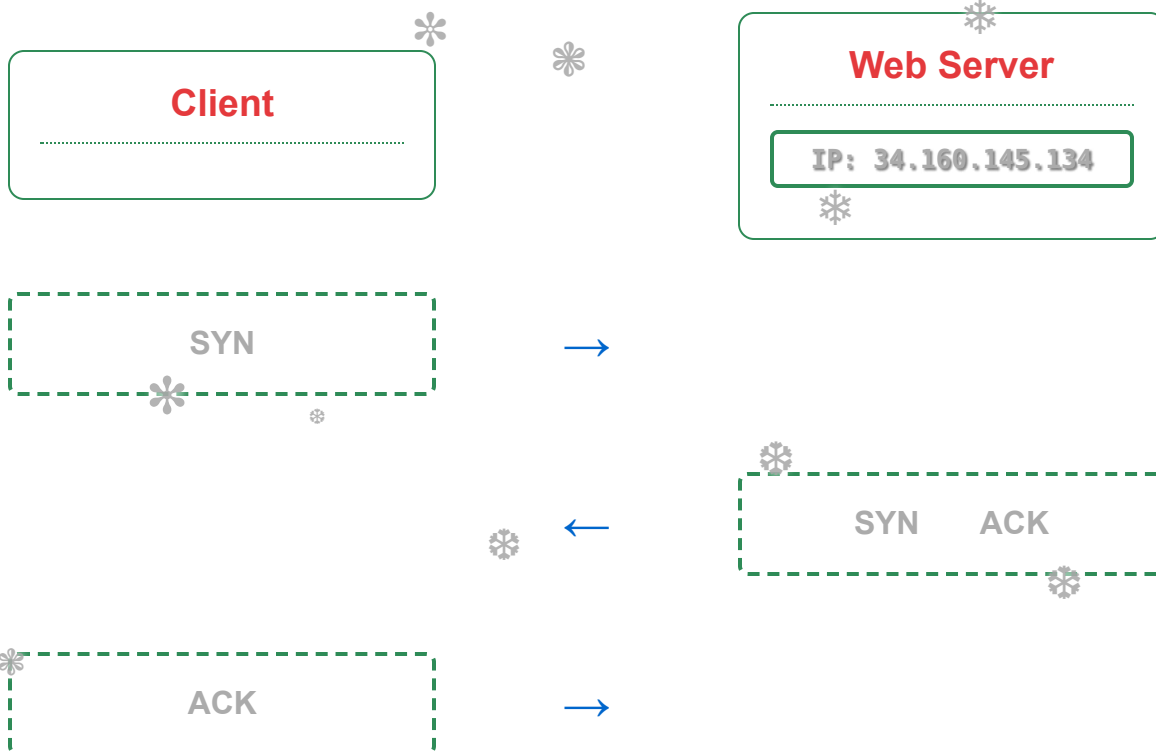 Client
Web Server
IP: 34.160.145.134
SYN
→
←
SYN ACK
ACK
→